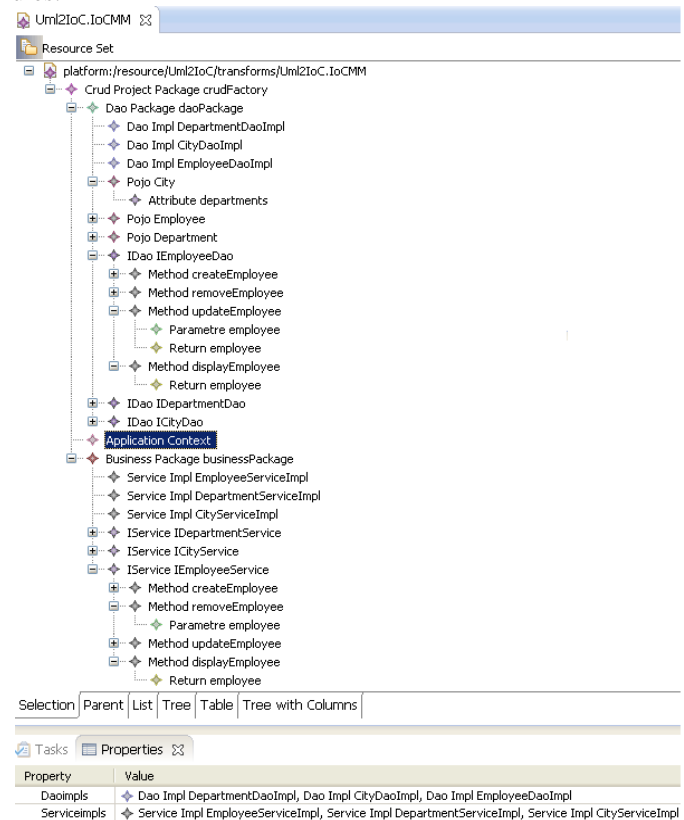 Uml2IoC.IoCMM
Resource Set
platform:/resource/Uml2IoC/transforms/Uml2IoC.IoCMM
Crud Project Package crudFactory
Dao Package daoPackage
Dao Impl DepartmentDaoImpl
Dao Impl CityDaoImpl
Dao Impl EmployeeDaoImpl
Pojo City
Attribute departments
Pojo Employee
Pojo Department
IDao IEmployeeDao
Method createEmployee
Method removeEmployee
Method updateEmployee
Parametre employee
Return employee
Method displayEmployee
Return employee
IDao IDepartmentDao
IDao ICityDao
Application Context
Business Package businessPackage
Service Impl EmployeeServiceImpl
Service Impl DepartmentServiceImpl
Service Impl CityServiceImpl
IService IDepartmentService
IService ICityService
IService IEmployeeService
Method createEmployee
Method removeEmployee
Parametre employee
Method updateEmployee
Method displayEmployee
Return employee
Selection Parent List Tree Table Tree with Columns
Tasks Properties
Property Value
Daoimpls Dao Impl DepartmentDaoImpl, Dao Impl CityDaoImpl, Dao Impl EmployeeDaoImpl
Serviceimpls Service Impl EmployeeServiceImpl, Service Impl DepartmentServiceImpl, Service Impl CityServiceImpl